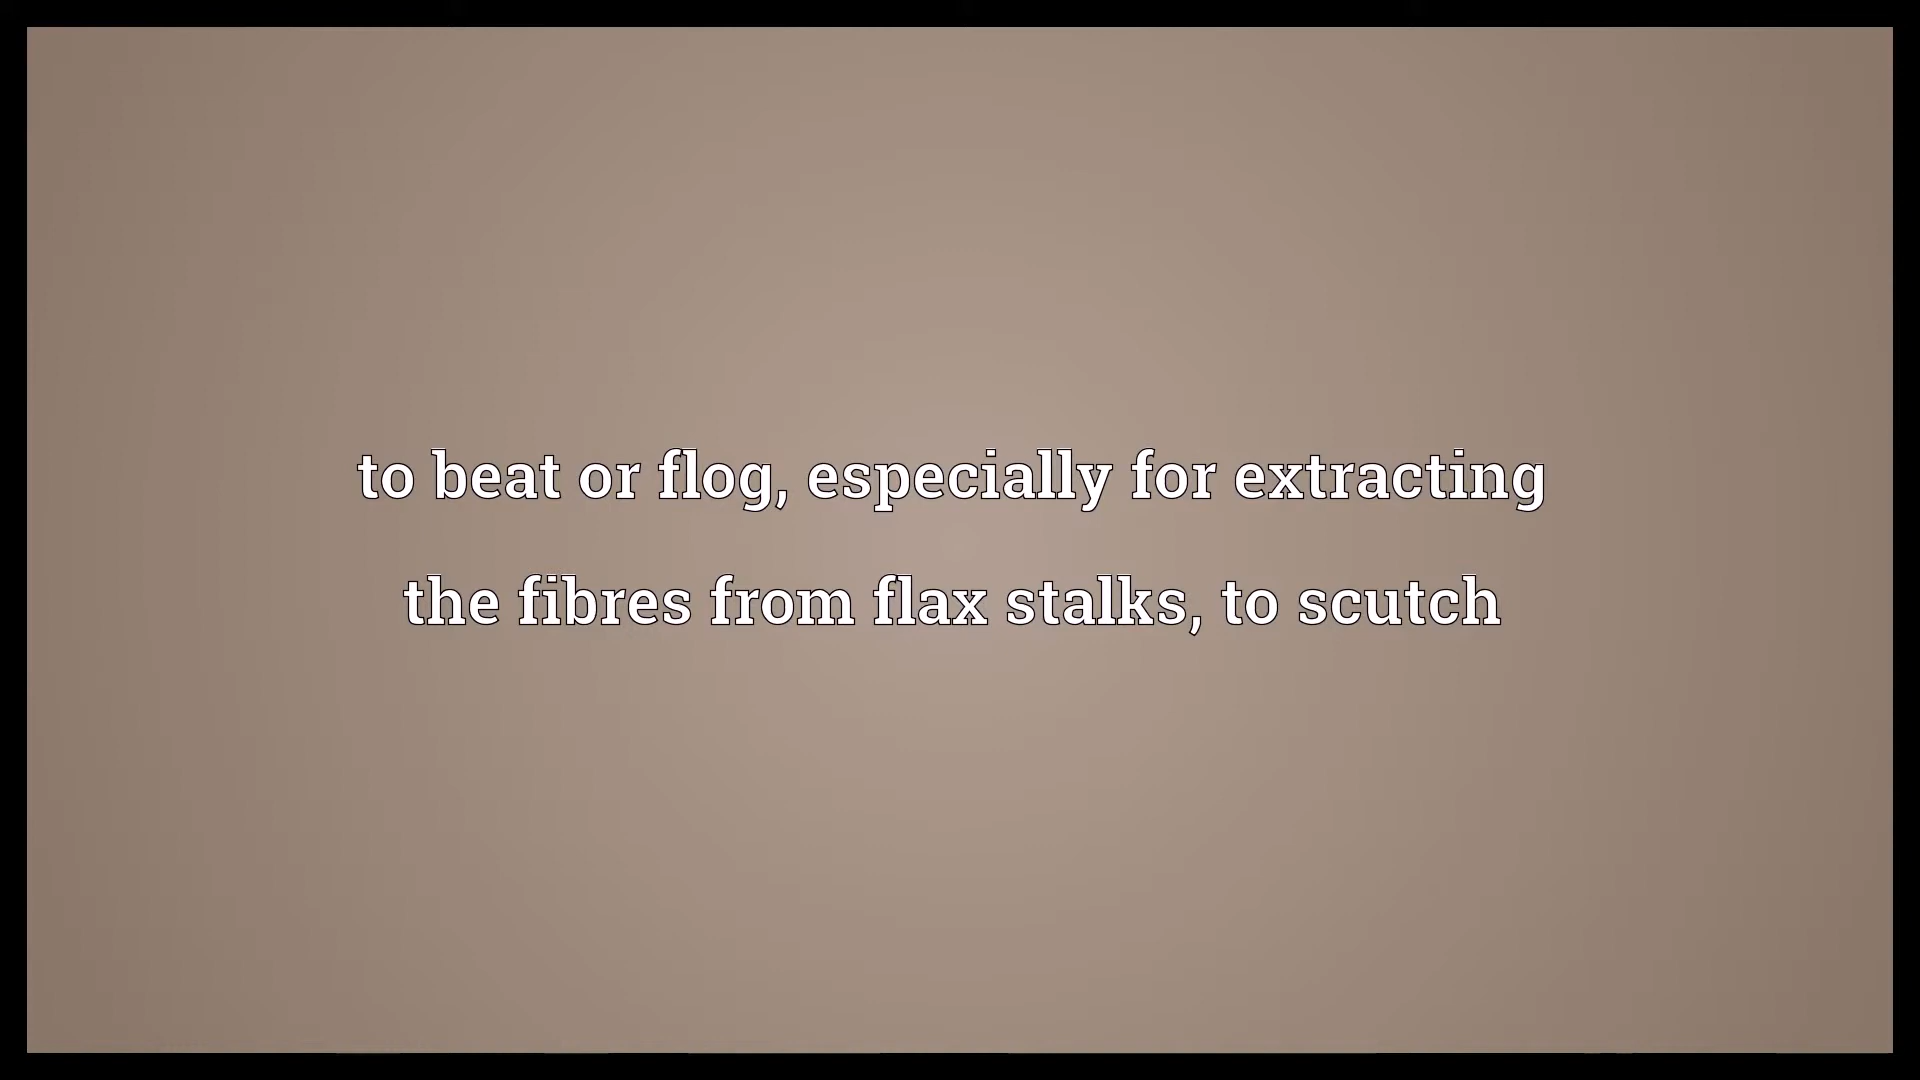 to beat or flog, especially for extracting
the fibres from flax stalks, to scutch